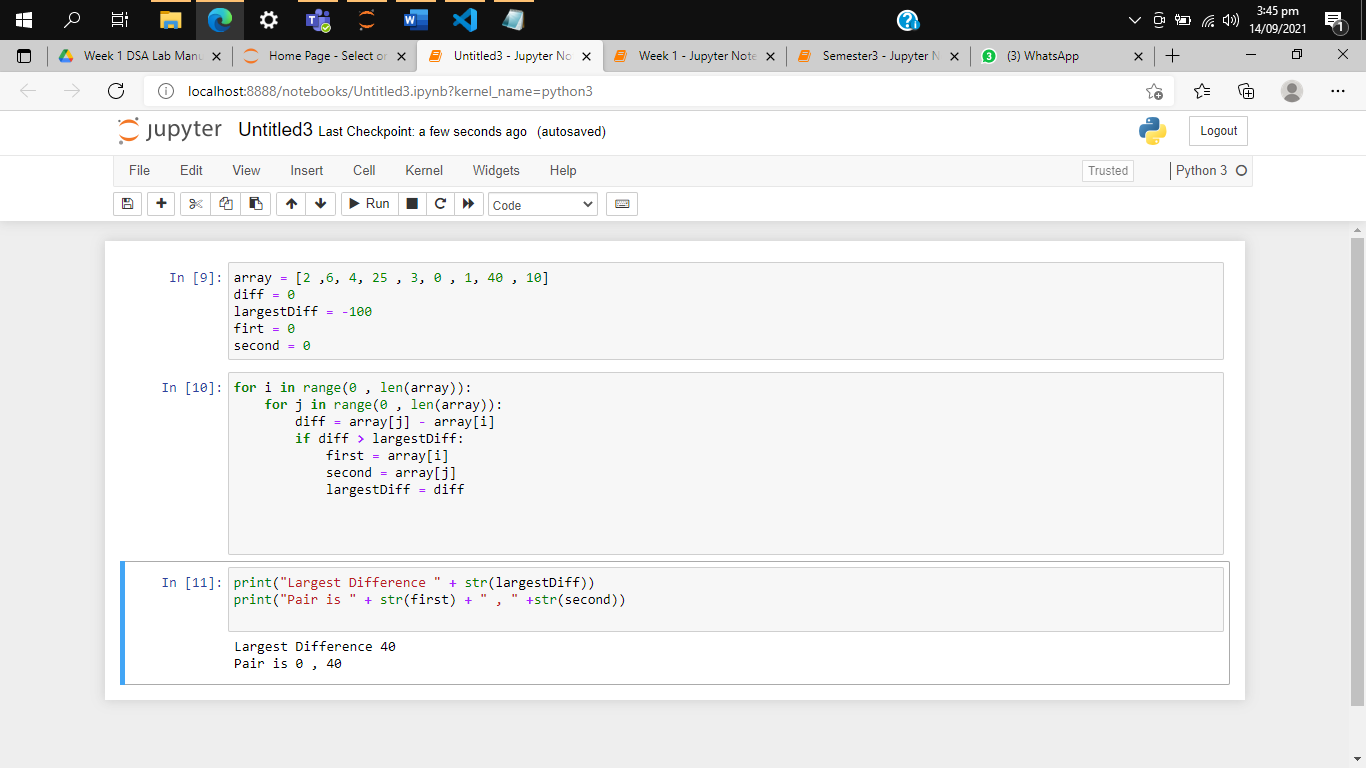 3:45 pm
14/09/2021
1
Week 1 DSA Lab Manu
Home Page - Select or
Untitled3 - Jupyter No
Week 1 - Jupyter Note
Semester3 - Jupyter N
3
(3) WhatsApp
localhost:8888/notebooks/Untitled3.ipynb?kernel_name=python3
jupyter Untitled3 Last Checkpoint: a few seconds ago (autosaved)
Logout
File Edit View Insert Cell Kernel Widgets Help
Trusted
Python 3
Run
Code
In [9]: array = [2 ,6, 4, 25 , 3, 0 , 1, 40 , 10]
diff = 0
largestDiff = -100
firt = 0
second = 0
In [10]: for i in range(0 , len(array)):
    for j in range(0 , len(array)):
        diff = array[j] - array[i]
        if diff > largestDiff:
            first = array[i]
            second = array[j]
            largestDiff = diff
In [11]: print("Largest Difference " + str(largestDiff))
print("Pair is " + str(first) + " , " +str(second))
Largest Difference 40
Pair is 0 , 40